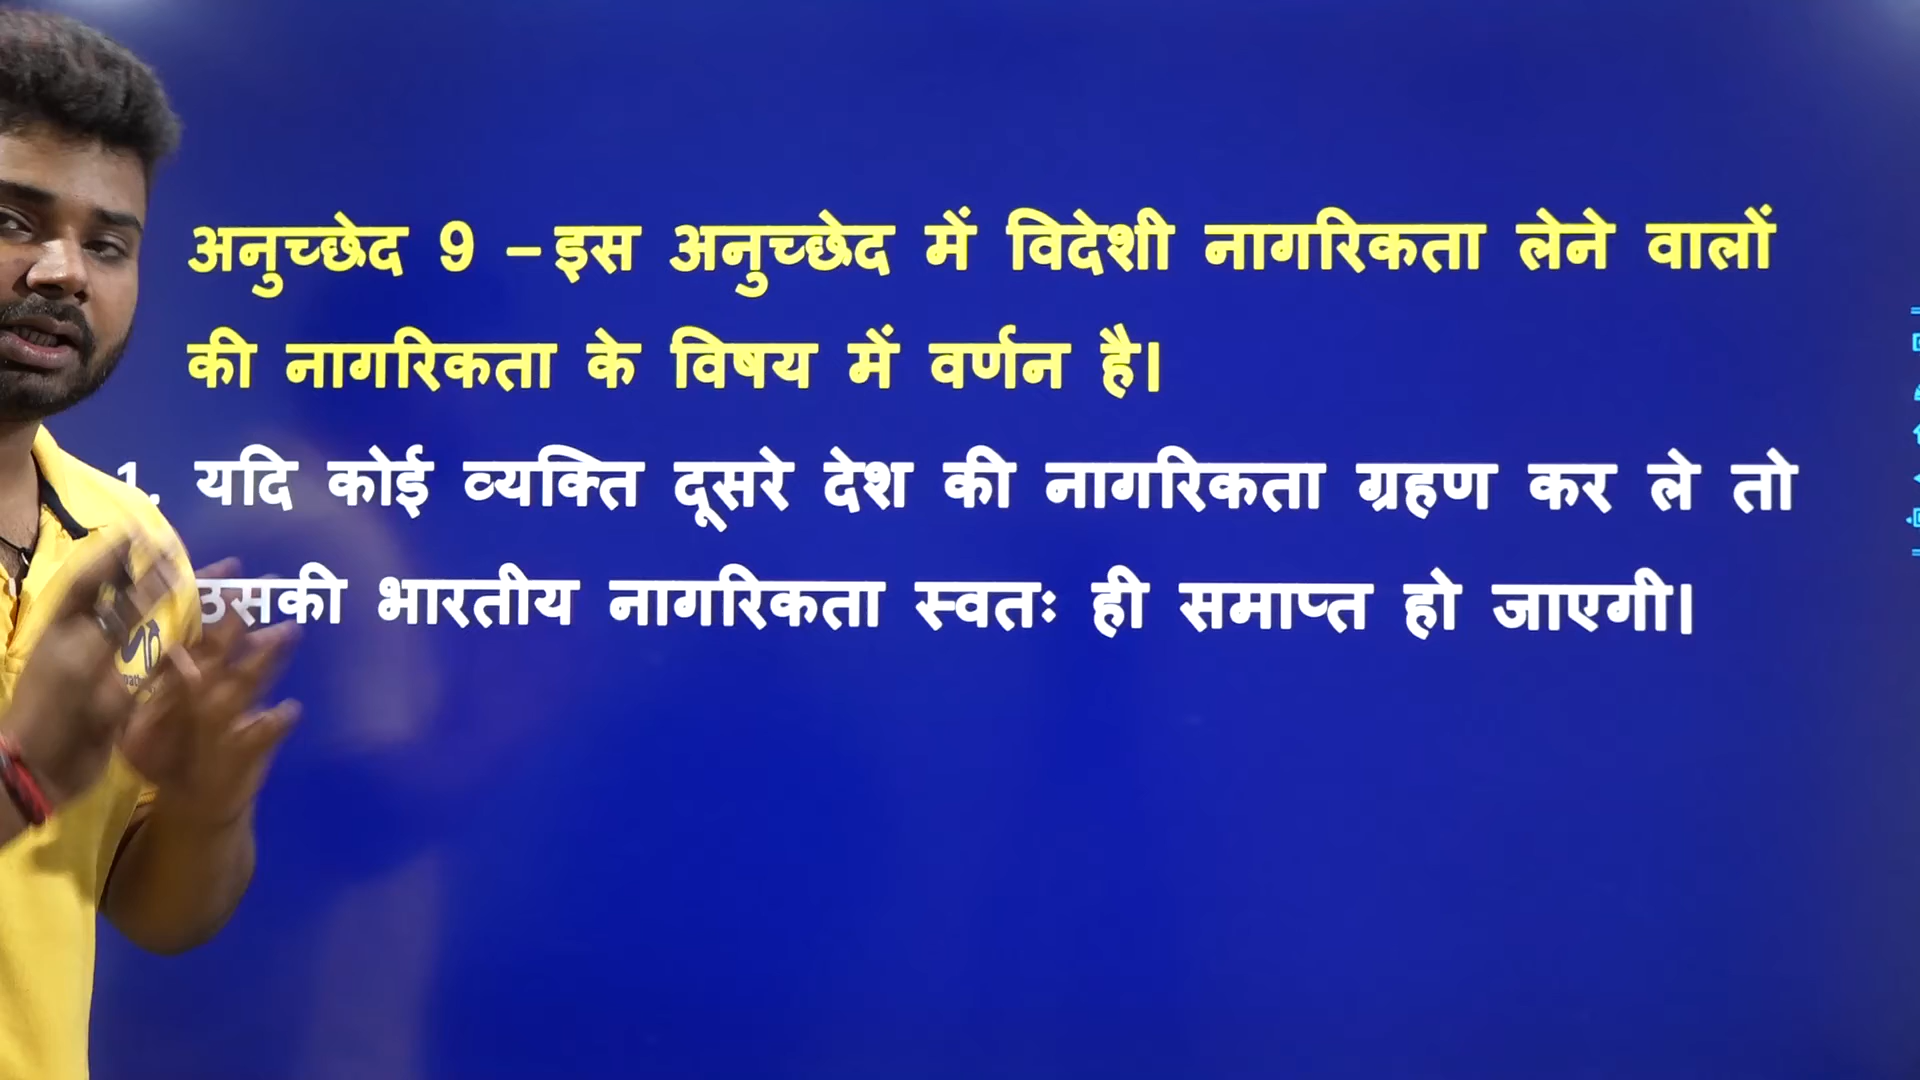 अनुच्छेद 9 – इस अनुच्छेद में विदेशी नागरिकता लेने वालों
की नागरिकता के विषय में वर्णन है।
1. यदि कोई व्यक्ति दूसरे देश की नागरिकता ग्रहण कर ले तो
उसकी भारतीय नागरिकता स्वतः ही समाप्त हो जाएगी।